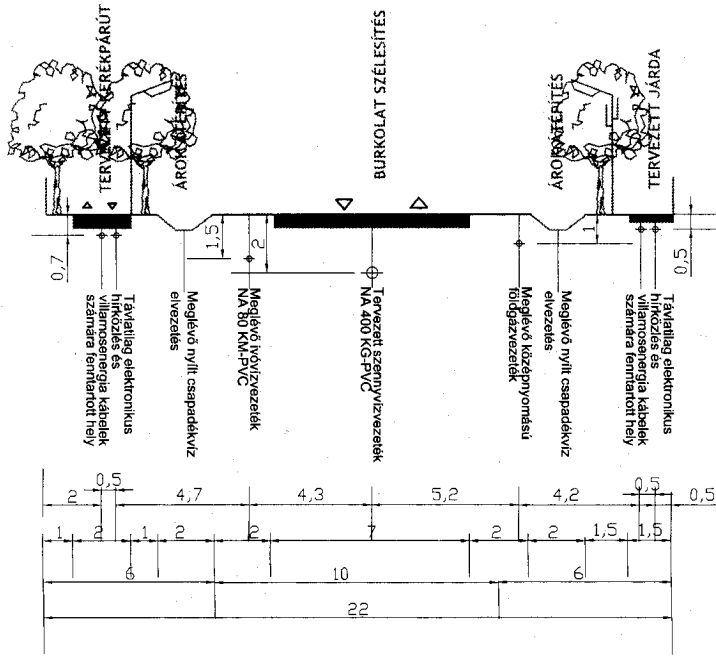 TERVEZETT KERÉKPÁRÚT
ÁROKÁTÉPÍTÉS
BURKOLAT SZÉLESÍTÉS
ÁROKÁTÉPÍTÉS
TERVEZETT JÁRDA
0,7
1,5
2
1
0,5
Távlatilag elektronikus
hírközlés és
villamosenergia kábelek
számára fenntartott hely
Meglévő nyílt csapadékvíz
elvezetés
Meglévő ivóvízvezeték
NA 80 KM-PVC
Tervezett szennyvízvezeték
NA 400 KG-PVC
Meglévő középnyomású
földgázvezeték
Meglévő nyílt csapadékvíz
elvezetés
Távlatilag elektronikus
hírközlés és
villamosenergia kábelek
számára fenntartott hely
2 0,5 4,7 4,3 5,2 4,2 0,5 0,5
1 2 1 2 2 7 2 2 1,5 1,5
6 10 6
22